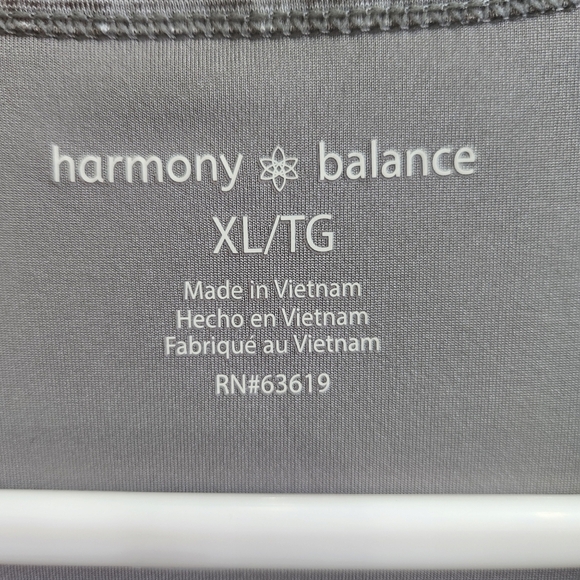 harmony balance
XL/TG
Made in Vietnam
Hecho en Vietnam
Fabriqué au Vietnam
RN#63619